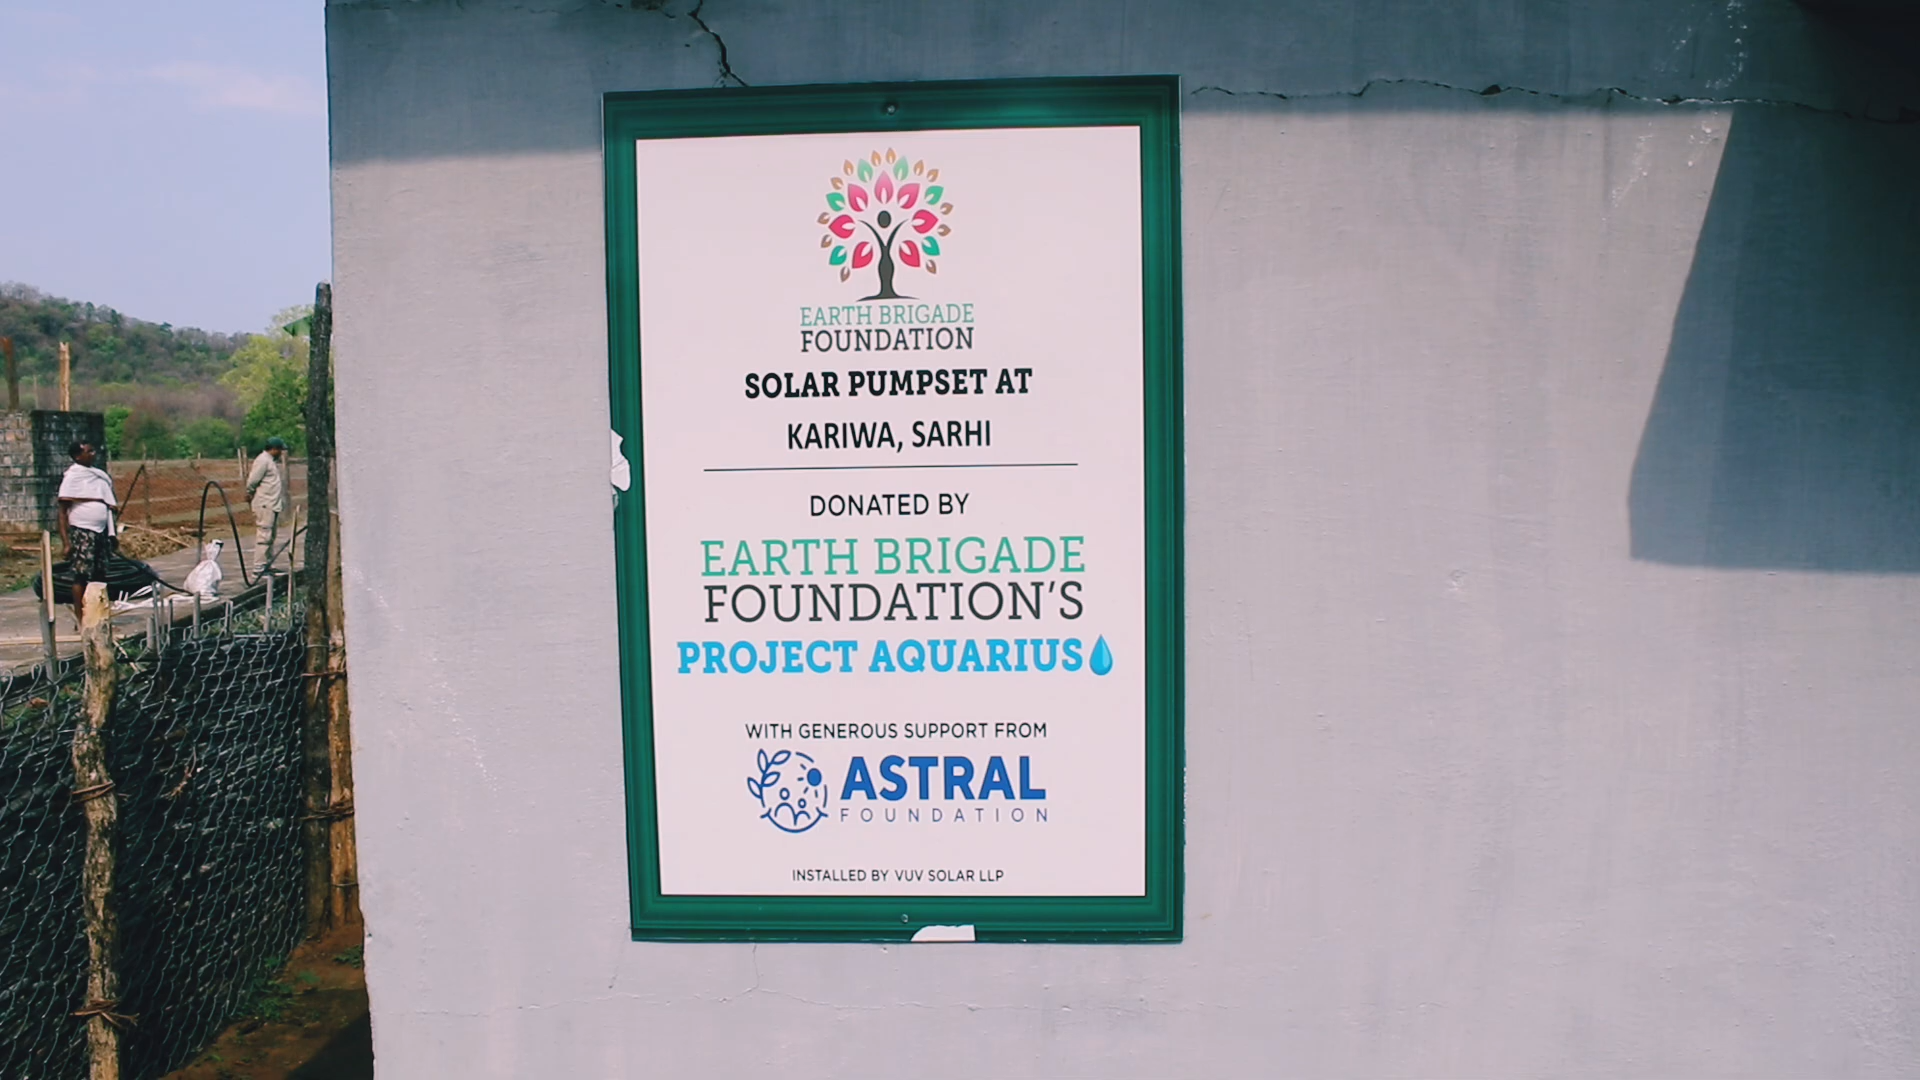 EARTH BRIGADE
FOUNDATION
SOLAR PUMPSET AT
KARIWA, SARHI
DONATED BY
EARTH BRIGADE
FOUNDATION'S
PROJECT AQUARIUS
WITH GENEROUS SUPPORT FROM
ASTRAL
FOUNDATION
INSTALLED BY VUV SOLAR LLP